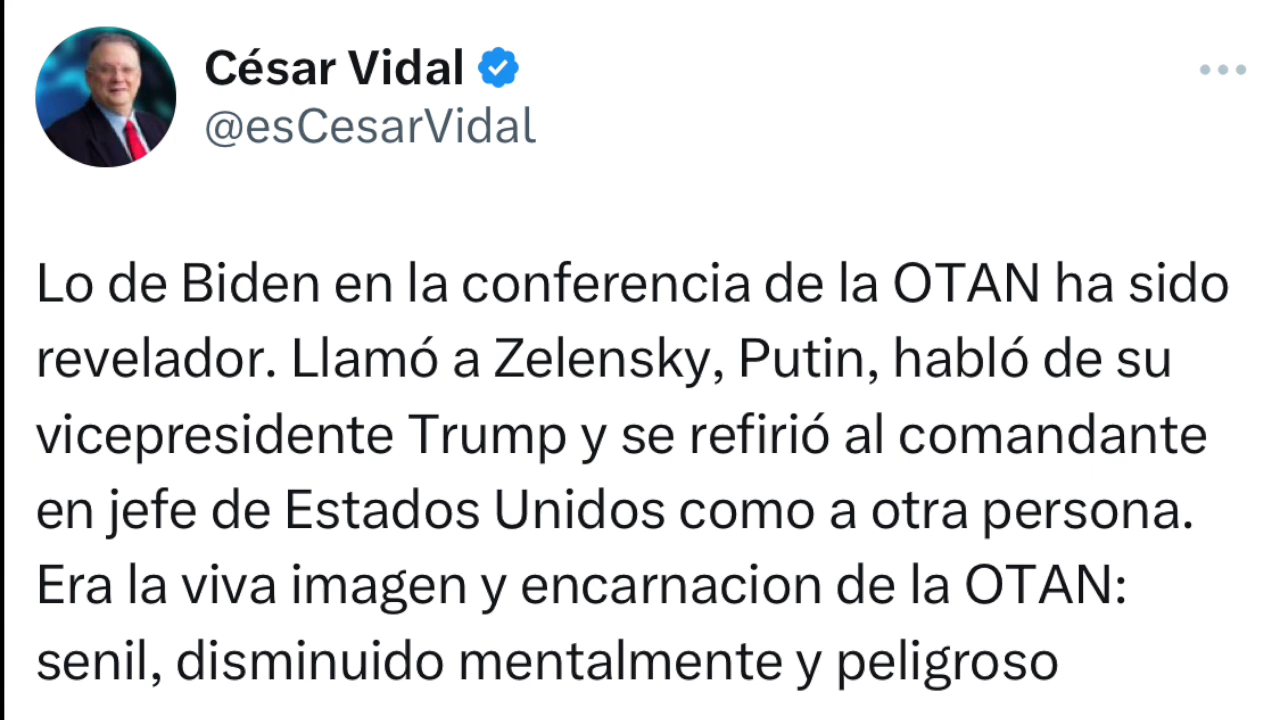 César Vidal
@esCesarVidal
Lo de Biden en la conferencia de la OTAN ha sido
revelador. Llamó a Zelensky, Putin, habló de su
vicepresidente Trump y se refirió al comandante
en jefe de Estados Unidos como a otra persona.
Era la viva imagen y encarnacion de la OTAN:
senil, disminuido mentalmente y peligroso